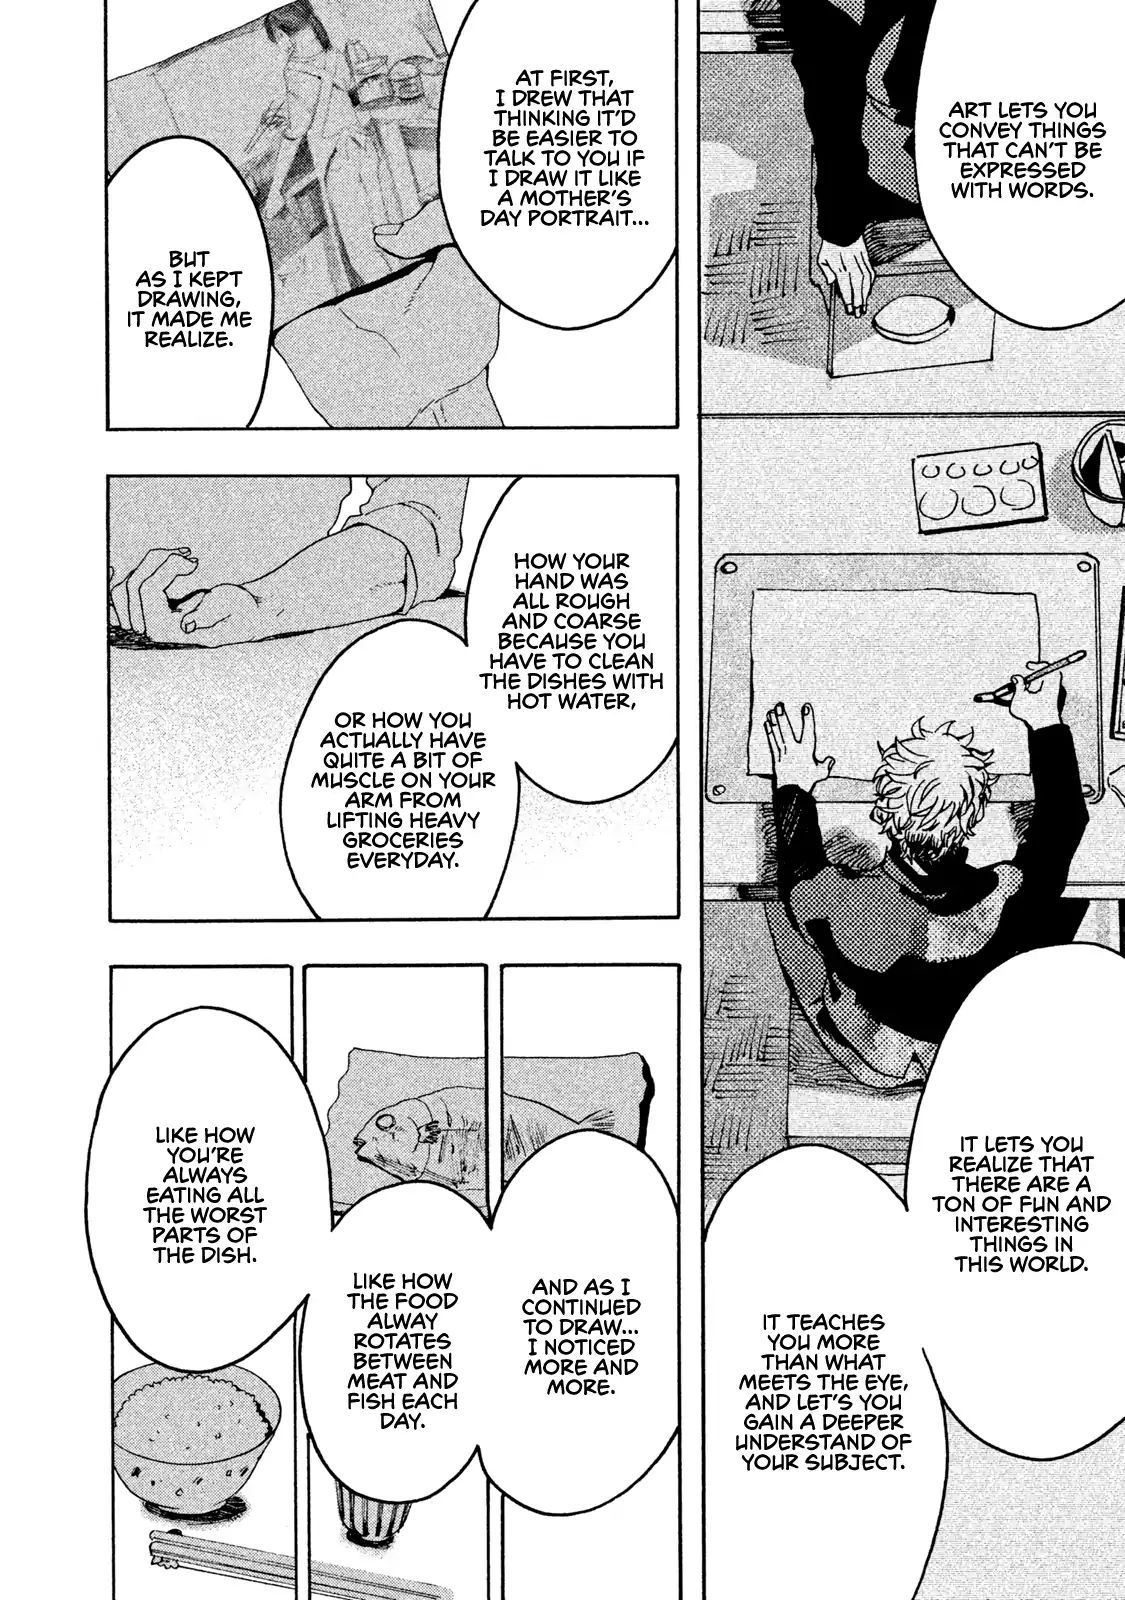 ART LETS YOU
CONVEY THINGS
THAT CAN'T BE
EXPRESSED
WITH WORDS.
IT LETS YOU
REALIZE THAT
THERE ARE A
TON OF FUN AND
INTERESTING
THINGS IN
THIS WORLD.
IT TEACHES
YOU MORE
THAN WHAT
MEETS THE EYE,
AND LET'S YOU
GAIN A DEEPER
UNDERSTAND OF
YOUR SUBJECT.
AT FIRST,
I DREW THAT
THINKING IT'D
BE EASIER TO
TALK TO YOU IF
I DRAW IT LIKE
A MOTHER'S
DAY PORTRAIT...
BUT
AS I KEPT
DRAWING,
IT MADE ME
REALIZE.
HOW YOUR
HAND WAS
ALL ROUGH
AND COARSE
BECAUSE YOU
HAVE TO CLEAN
THE DISHES WITH
HOT WATER,
OR HOW YOU
ACTUALLY HAVE
QUITE A BIT OF
MUSCLE ON YOUR
ARM FROM
LIFTING HEAVY
GROCERIES
EVERYDAY.
AND AS I
CONTINUED
TO DRAW...
I NOTICED
MORE AND
MORE.
LIKE HOW
THE FOOD
ALWAY
ROTATES
BETWEEN
MEAT AND
FISH EACH
DAY.
LIKE HOW
YOU'RE
ALWAYS
EATING ALL
THE WORST
PARTS OF
THE DISH.